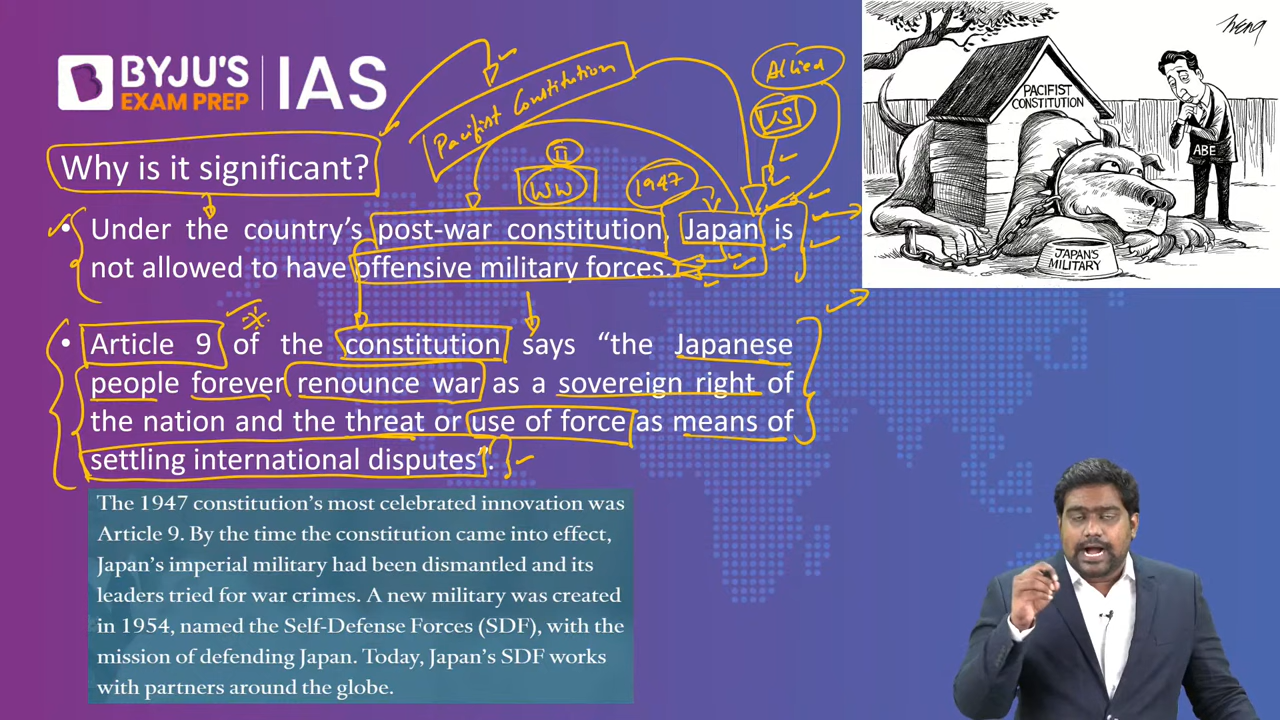 BYJU'S
EXAM PREP
IAS
Pacifist Constitution
Allied
US
II
WW
1947
Why is it significant?
• Under the country's post-war constitution, Japan is
not allowed to have offensive military forces.
• Article 9 of the constitution says “the Japanese
people forever renounce war as a sovereign right of
the nation and the threat or use of force as means of
settling international disputes”.
The 1947 constitution's most celebrated innovation was
Article 9. By the time the constitution came into effect,
Japan's imperial military had been dismantled and its
leaders tried for war crimes. A new military was created
in 1954, named the Self-Defense Forces (SDF), with the
mission of defending Japan. Today, Japan's SDF works
with partners around the globe.
PACIFIST
CONSTITUTION
ABE
JAPAN'S
MILITARY